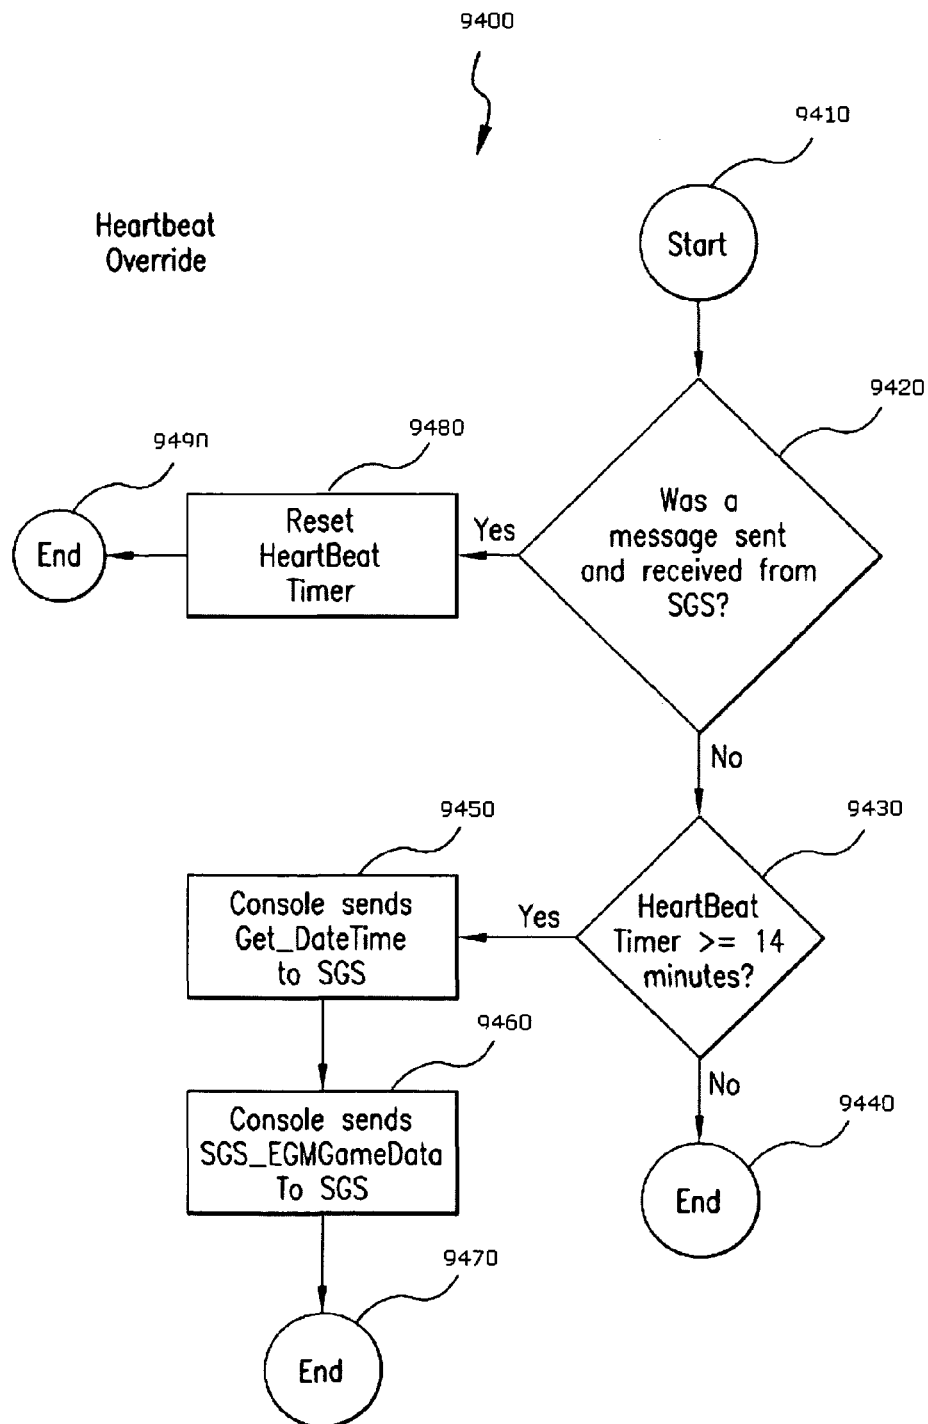 9400
9410
Heartbeat
Override
Start
9420
9480
9490
Was a
message sent
and received from
SGS?
Yes
Reset
HeartBeat
Timer
End
No
9430
9450
HeartBeat
Timer >= 14
minutes?
Yes
Console sends
Get_DateTime
to SGS
9460
No
Console sends
SGS_EGMGameData
To SGS
9440
End
9470
End